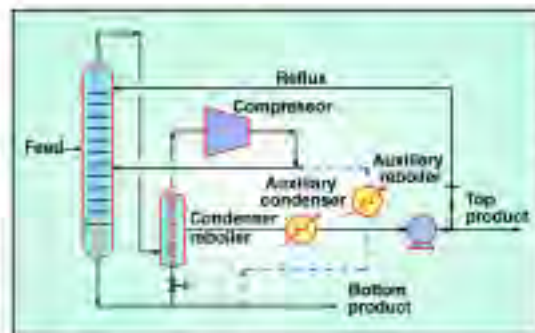 Reflux
Compressor
Feed
Auxiliary
reboiler
Auxiliary
condenser
Top
product
Condenser
reboiler
Bottom
product